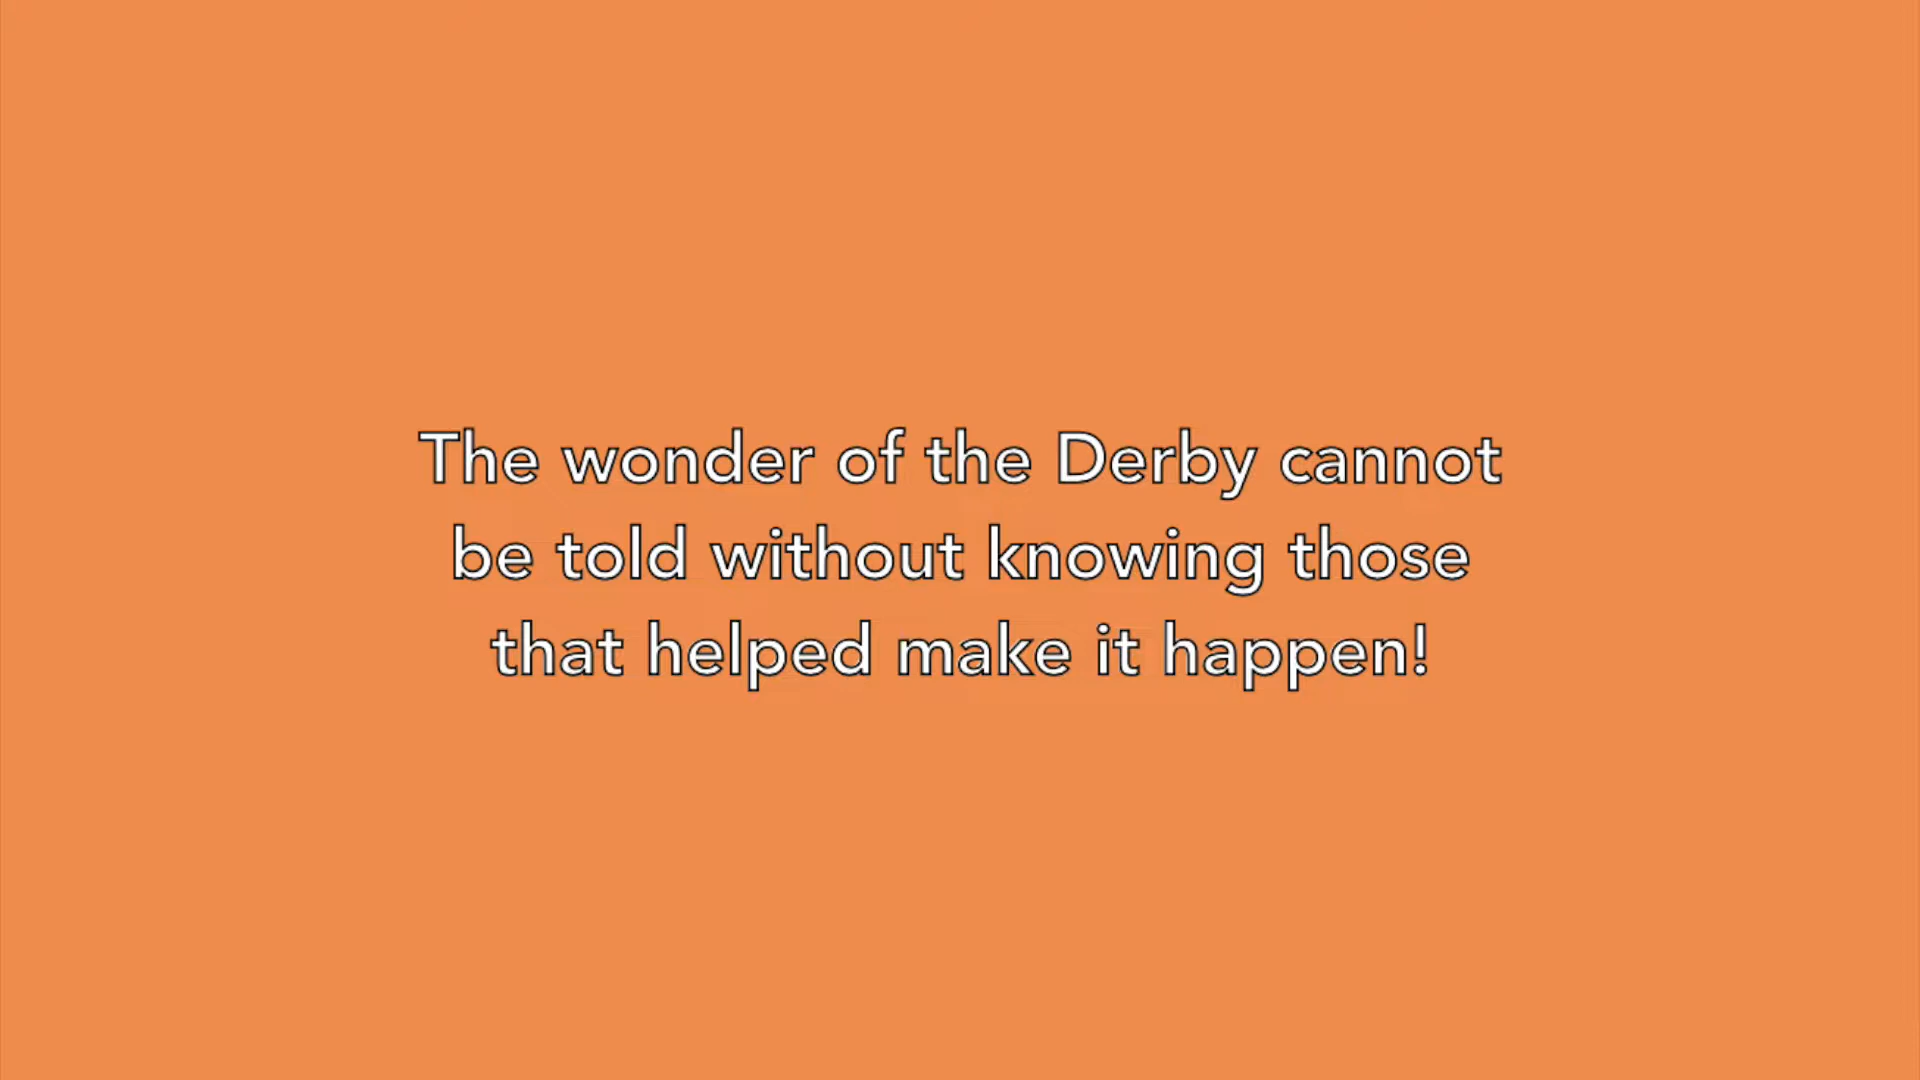 The wonder of the Derby cannot
be told without knowing those
that helped make it happen!